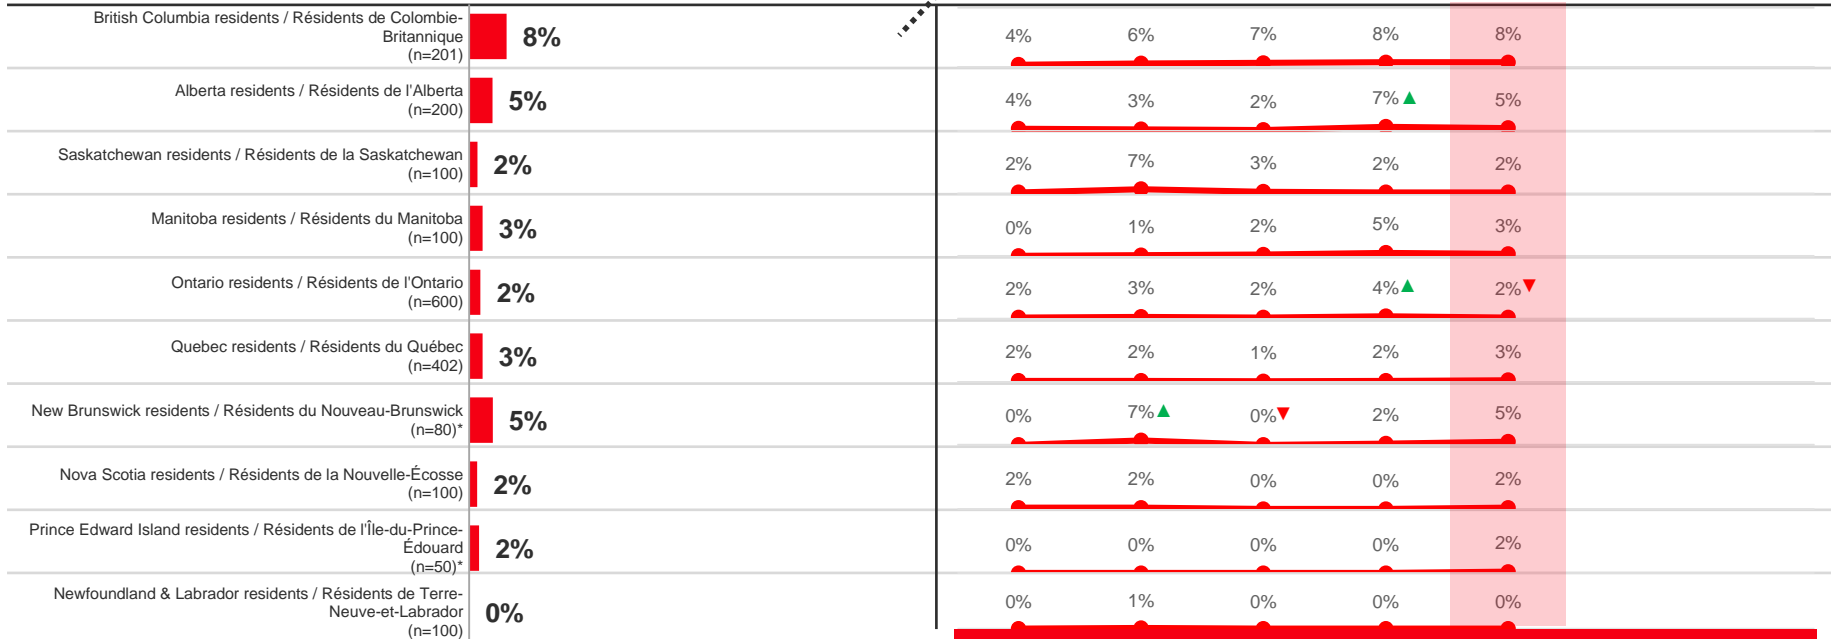 British Columbia residents / Résidents de Colombie-
Britannique
(n=201)
8%
4% 6% 7% 8% 8%
Alberta residents / Résidents de l'Alberta
(n=200)
5%
4% 3% 2% 7% ▲ 5%
Saskatchewan residents / Résidents de la Saskatchewan
(n=100)
2%
2% 7% 3% 2% 2%
Manitoba residents / Résidents du Manitoba
(n=100)
3%
0% 1% 2% 5% 3%
Ontario residents / Résidents de l'Ontario
(n=600)
2%
2% 3% 2% 4% ▲ 2% ▼
Quebec residents / Résidents du Québec
(n=402)
3%
2% 2% 1% 2% 3%
New Brunswick residents / Résidents du Nouveau-Brunswick
(n=80)*
5%
0% 7% ▲ 0% ▼ 2% 5%
Nova Scotia residents / Résidents de la Nouvelle-Écosse
(n=100)
2%
2% 2% 0% 0% 2%
Prince Edward Island residents / Résidents de l'Île-du-Prince-
Édouard
(n=50)*
2%
0% 0% 0% 0% 2%
Newfoundland & Labrador residents / Résidents de Terre-
Neuve-et-Labrador
(n=100)
0%
0% 1% 0% 0% 0%